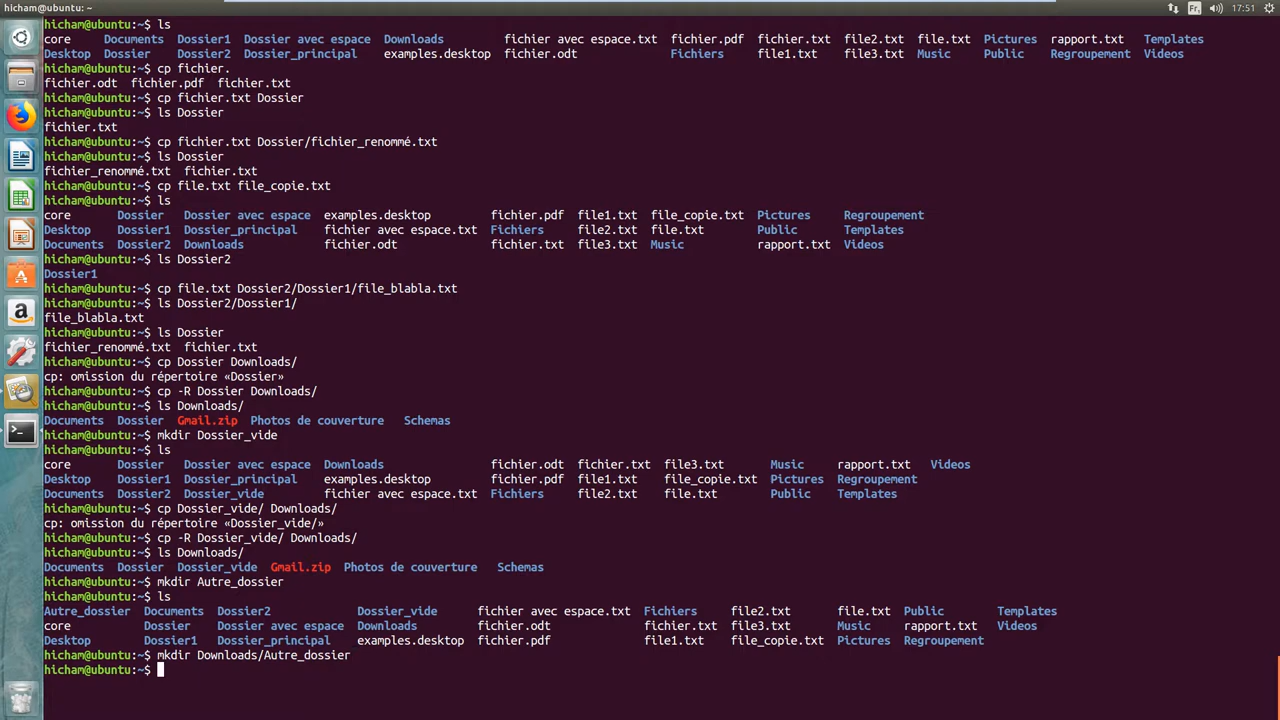 hicham@ubuntu: ~
Fr
17:51
hicham@ubuntu:~$ ls
core Documents Dossier1 Dossier avec espace Downloads fichier avec espace.txt fichier.pdf fichier.txt file2.txt file.txt Pictures rapport.txt Templates
Desktop Dossier Dossier2 Dossier_principal examples.desktop fichier.odt Fichiers file1.txt file3.txt Music Public Regroupement Videos
hicham@ubuntu:~$ cp fichier.
fichier.odt fichier.pdf fichier.txt
hicham@ubuntu:~$ cp fichier.txt Dossier
hicham@ubuntu:~$ ls Dossier
fichier.txt
hicham@ubuntu:~$ cp fichier.txt Dossier/fichier_renommé.txt
hicham@ubuntu:~$ ls Dossier
fichier_renommé.txt fichier.txt
hicham@ubuntu:~$ cp file.txt file_copie.txt
hicham@ubuntu:~$ ls
core Dossier Dossier avec espace examples.desktop fichier.pdf file1.txt file_copie.txt Pictures Regroupement
Desktop Dossier1 Dossier_principal fichier avec espace.txt Fichiers file2.txt file.txt Public Templates
Documents Dossier2 Downloads fichier.odt fichier.txt file3.txt Music rapport.txt Videos
hicham@ubuntu:~$ ls Dossier2
Dossier1
hicham@ubuntu:~$ cp file.txt Dossier2/Dossier1/file_blabla.txt
hicham@ubuntu:~$ ls Dossier2/Dossier1/
file_blabla.txt
hicham@ubuntu:~$ ls Dossier
fichier_renommé.txt fichier.txt
hicham@ubuntu:~$ cp Dossier Downloads/
cp: omission du répertoire «Dossier»
hicham@ubuntu:~$ cp -R Dossier Downloads/
hicham@ubuntu:~$ ls Downloads/
Documents Dossier Gmail.zip Photos de couverture Schemas
hicham@ubuntu:~$ mkdir Dossier_vide
hicham@ubuntu:~$ ls
core Dossier Dossier avec espace Downloads fichier.odt fichier.txt file3.txt Music rapport.txt Videos
Desktop Dossier1 Dossier_principal examples.desktop fichier.pdf file1.txt file_copie.txt Pictures Regroupement
Documents Dossier2 Dossier_vide fichier avec espace.txt Fichiers file2.txt file.txt Public Templates
hicham@ubuntu:~$ cp Dossier_vide/ Downloads/
cp: omission du répertoire «Dossier_vide/»
hicham@ubuntu:~$ cp -R Dossier_vide/ Downloads/
hicham@ubuntu:~$ ls Downloads/
Documents Dossier Dossier_vide Gmail.zip Photos de couverture Schemas
hicham@ubuntu:~$ mkdir Autre_dossier
hicham@ubuntu:~$ ls
Autre_dossier Documents Dossier2 Dossier_vide fichier avec espace.txt Fichiers file2.txt file.txt Public Templates
core Dossier Dossier avec espace Downloads fichier.odt fichier.txt file3.txt Music rapport.txt Videos
Desktop Dossier1 Dossier_principal examples.desktop fichier.pdf file1.txt file_copie.txt Pictures Regroupement
hicham@ubuntu:~$ mkdir Downloads/Autre_dossier
hicham@ubuntu:~$